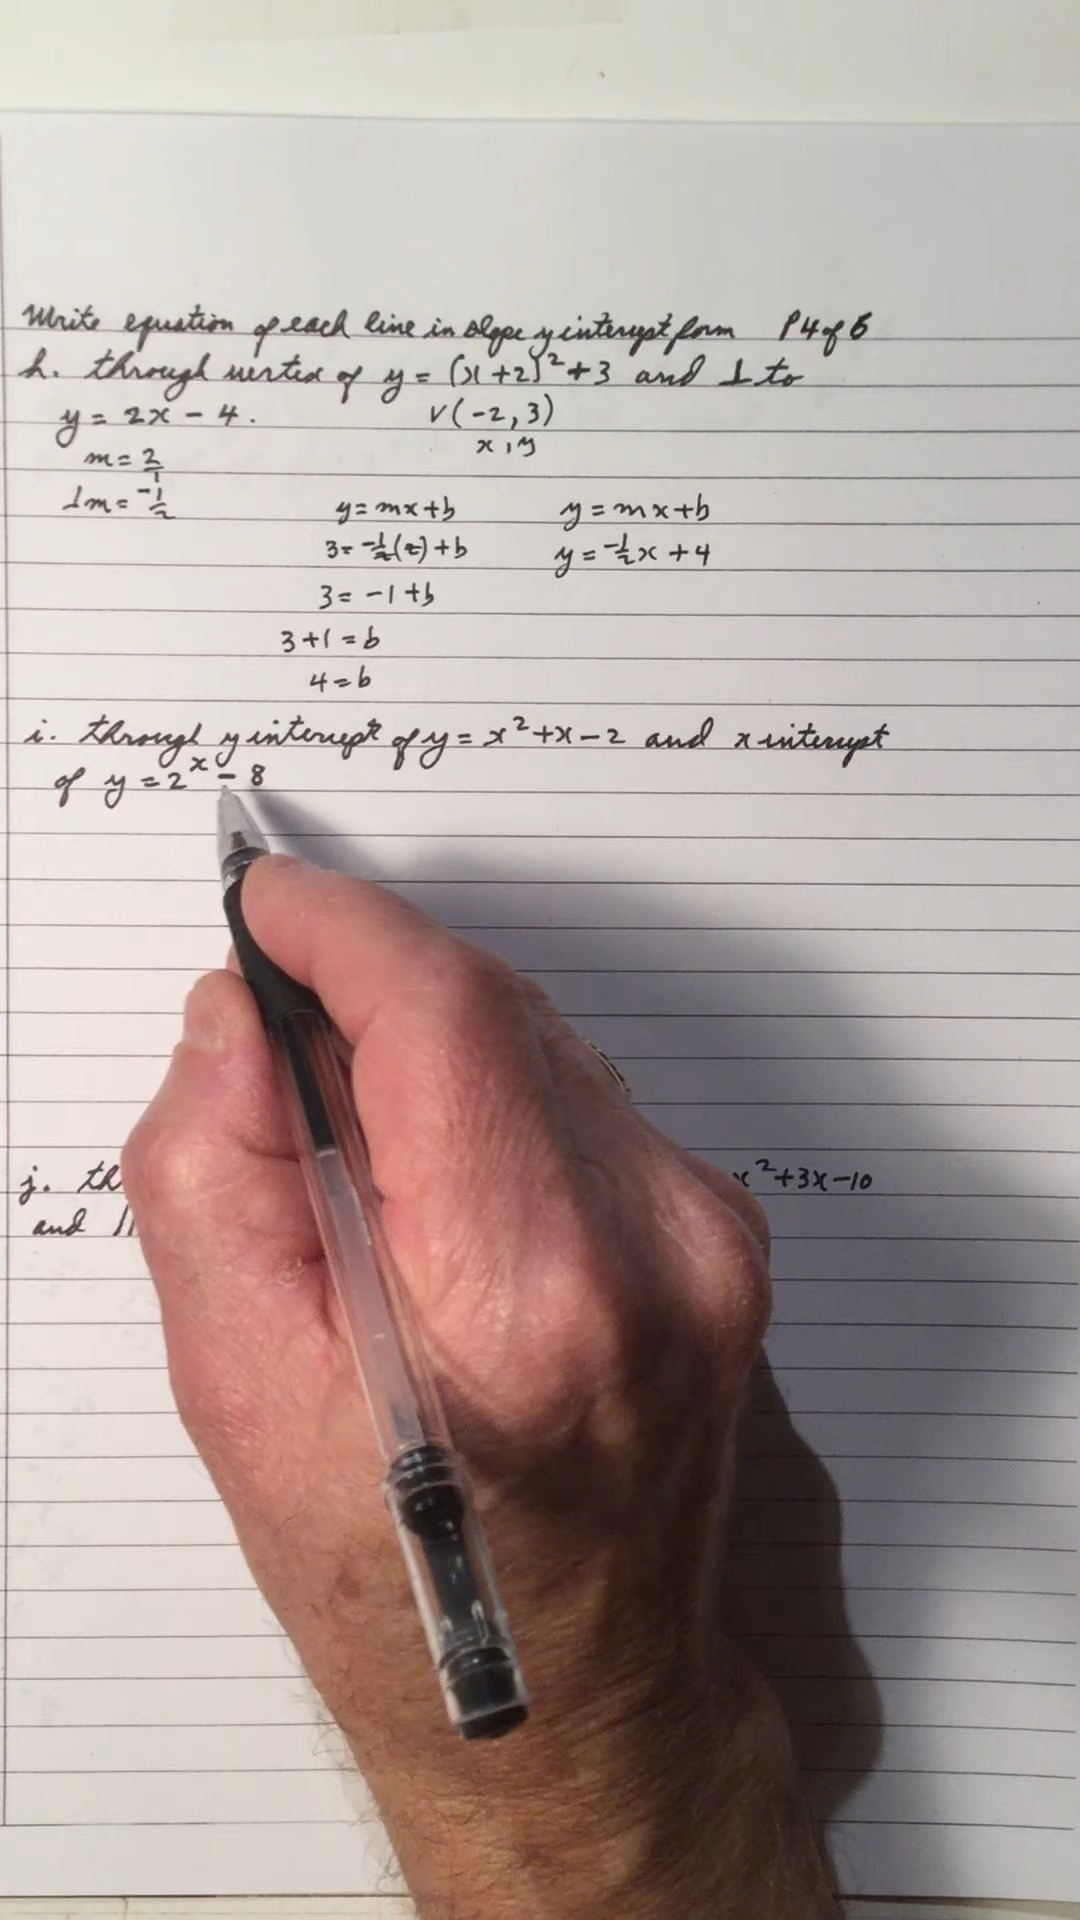 Write equation of each line in slope y intercept form P4 of 6
h. through vertex of y = (x+2)² + 3 and ⊥ to
y = 2x - 4. V(-2, 3)
x, y
m = 2/1
⊥m = -1/2
y = mx+b y = mx+b
3 = -1/2(2)+b y = -1/2x + 4
3 = -1+b
3+1 = b
4 = b
i. through y intercept of y = x²+x-2 and x intercept
of y = 2ˣ - 8
j. th x²+3x-10
and ||